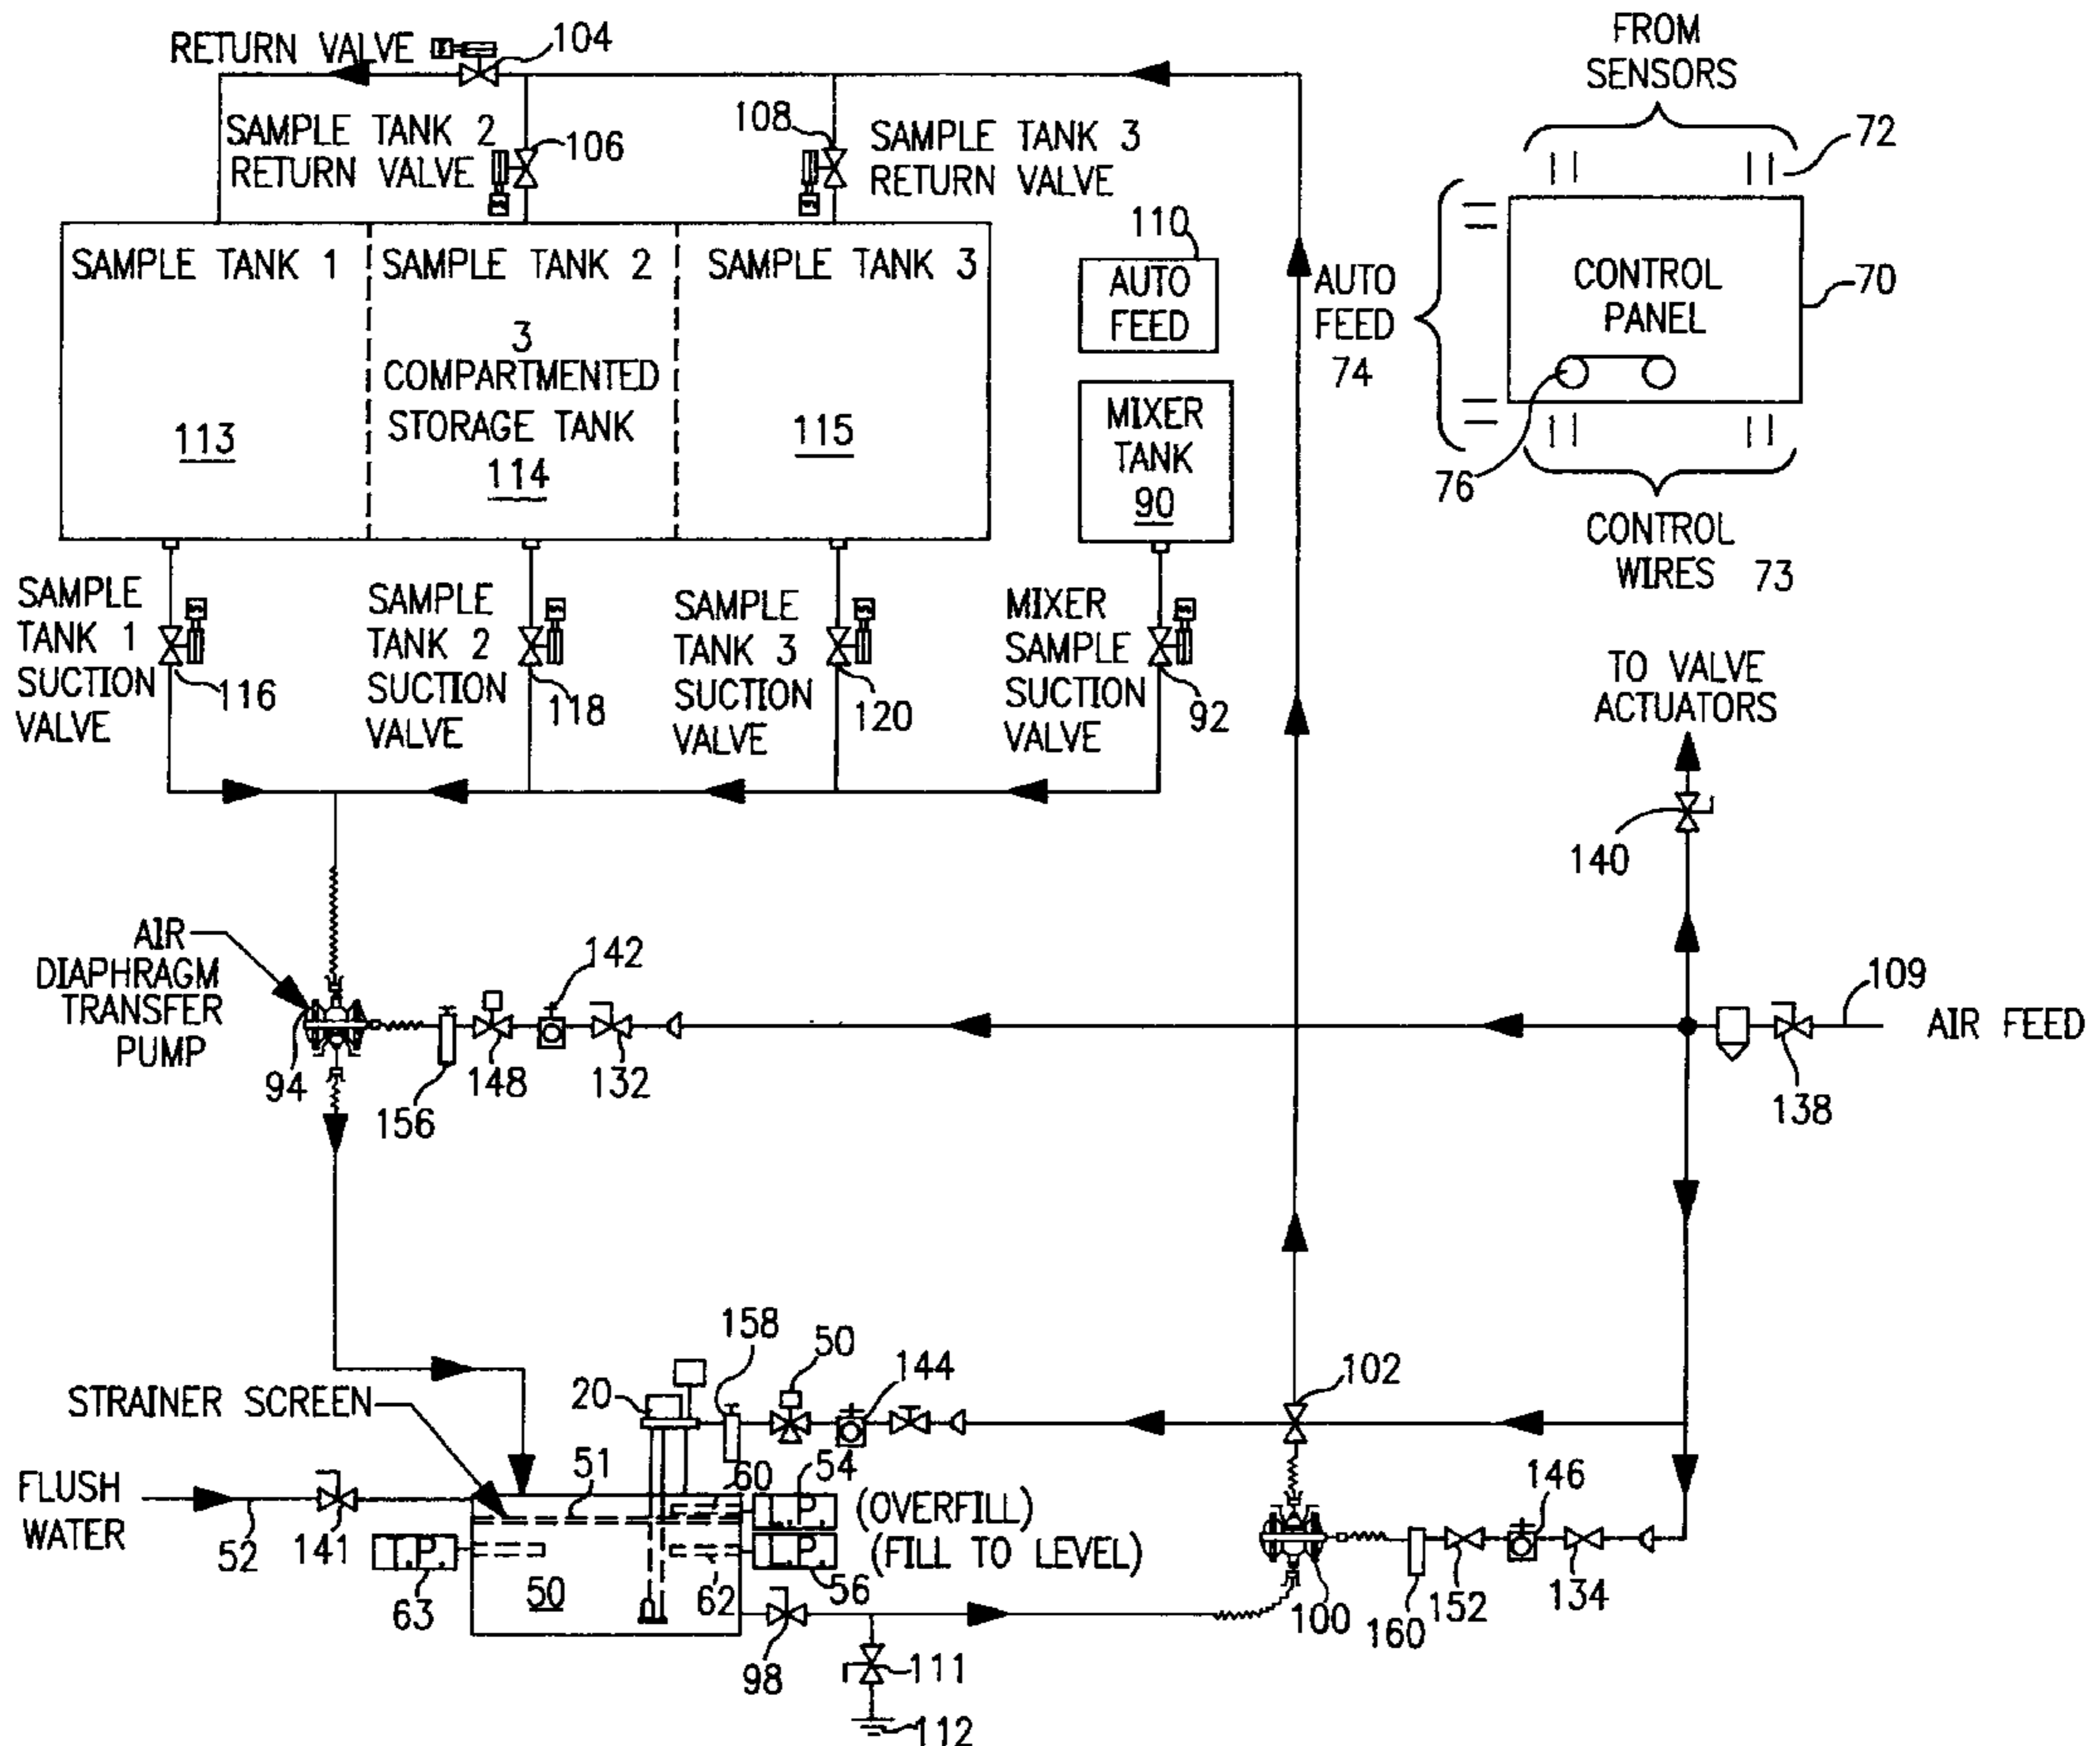 RETURN VALVE
104
FROM
SENSORS
SAMPLE TANK 2
RETURN VALVE
106
108
SAMPLE TANK 3
RETURN VALVE
72
SAMPLE TANK 1
SAMPLE TANK 2
SAMPLE TANK 3
110
AUTO
FEED
AUTO
FEED
74
CONTROL
PANEL
70
3
COMPARTMENTED
STORAGE TANK
113
114
115
MIXER
TANK
90
76
CONTROL
WIRES 73
SAMPLE
TANK 1
SUCTION
VALVE
116
SAMPLE
TANK 2
SUCTION
VALVE
118
SAMPLE
TANK 3
SUCTION
VALVE
120
MIXER
SAMPLE
SUCTION
VALVE
92
TO VALVE
ACTUATORS
140
AIR
DIAPHRAGM
TRANSFER
PUMP
94
142
156
148
132
109
AIR FEED
138
158
50
144
102
20
STRAINER SCREEN
51
60
54
(OVERFILL)
146
FLUSH
WATER
52
141
P
P
P
(FILL TO LEVEL)
63
50
62
56
100
160
152
134
98
111
112